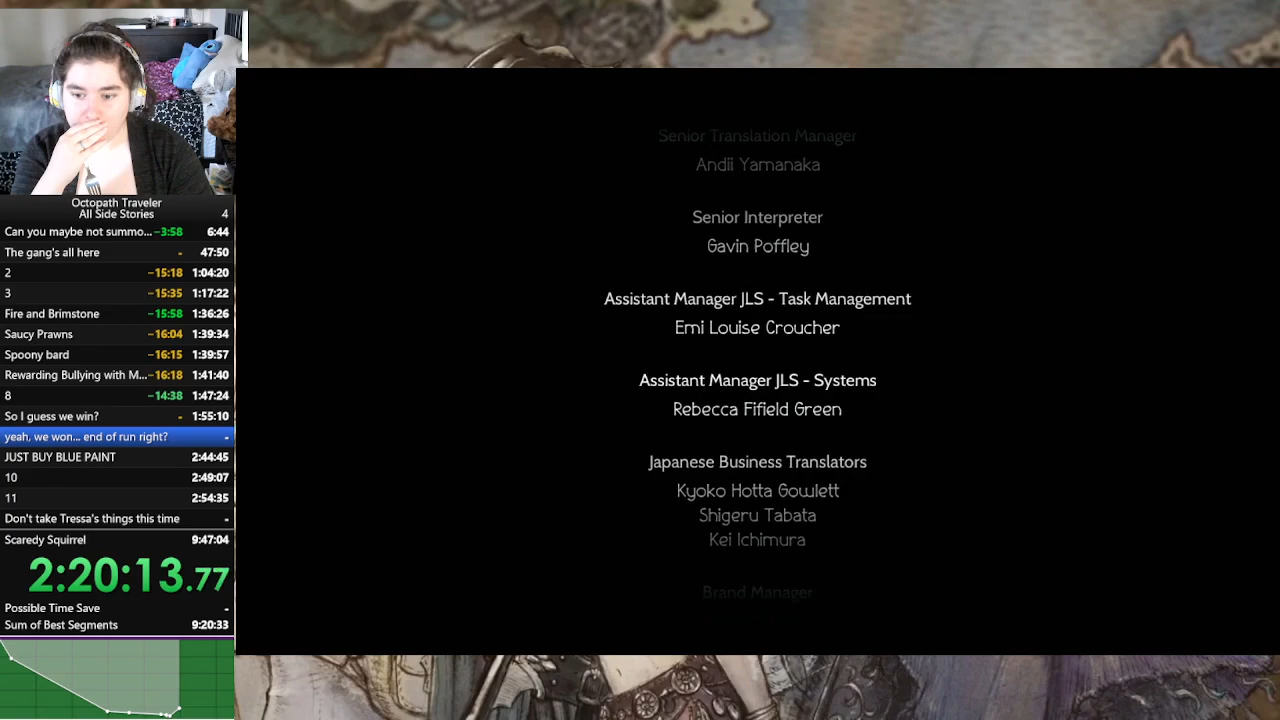 Octopath Traveler
All Side Stories 4
Can you maybe not summo... −3:58 6:44
The gang's all here - 47:50
2 −15:18 1:04:20
3 −15:35 1:17:22
Fire and Brimstone −15:58 1:36:26
Saucy Prawns −16:04 1:39:34
Spoony bard −16:15 1:39:57
Rewarding Bullying with M... −16:18 1:41:40
8 −14:38 1:47:24
So I guess we win? - 1:55:10
yeah, we won... end of run right? -
JUST BUY BLUE PAINT 2:44:45
10 2:49:07
11 2:54:35
Don't take Tressa's things this time -
Scaredy Squirrel 9:47:04
2:20:13.77
Possible Time Save -
Sum of Best Segments 9:20:33
Senior Translation Manager
Andii Yamanaka
Senior Interpreter
Gavin Poffley
Assistant Manager JLS - Task Management
Emi Louise Croucher
Assistant Manager JLS - Systems
Rebecca Fifield Green
Japanese Business Translators
Kyoko Hotta Gowlett
Shigeru Tabata
Kei Ichimura
Brand Manager